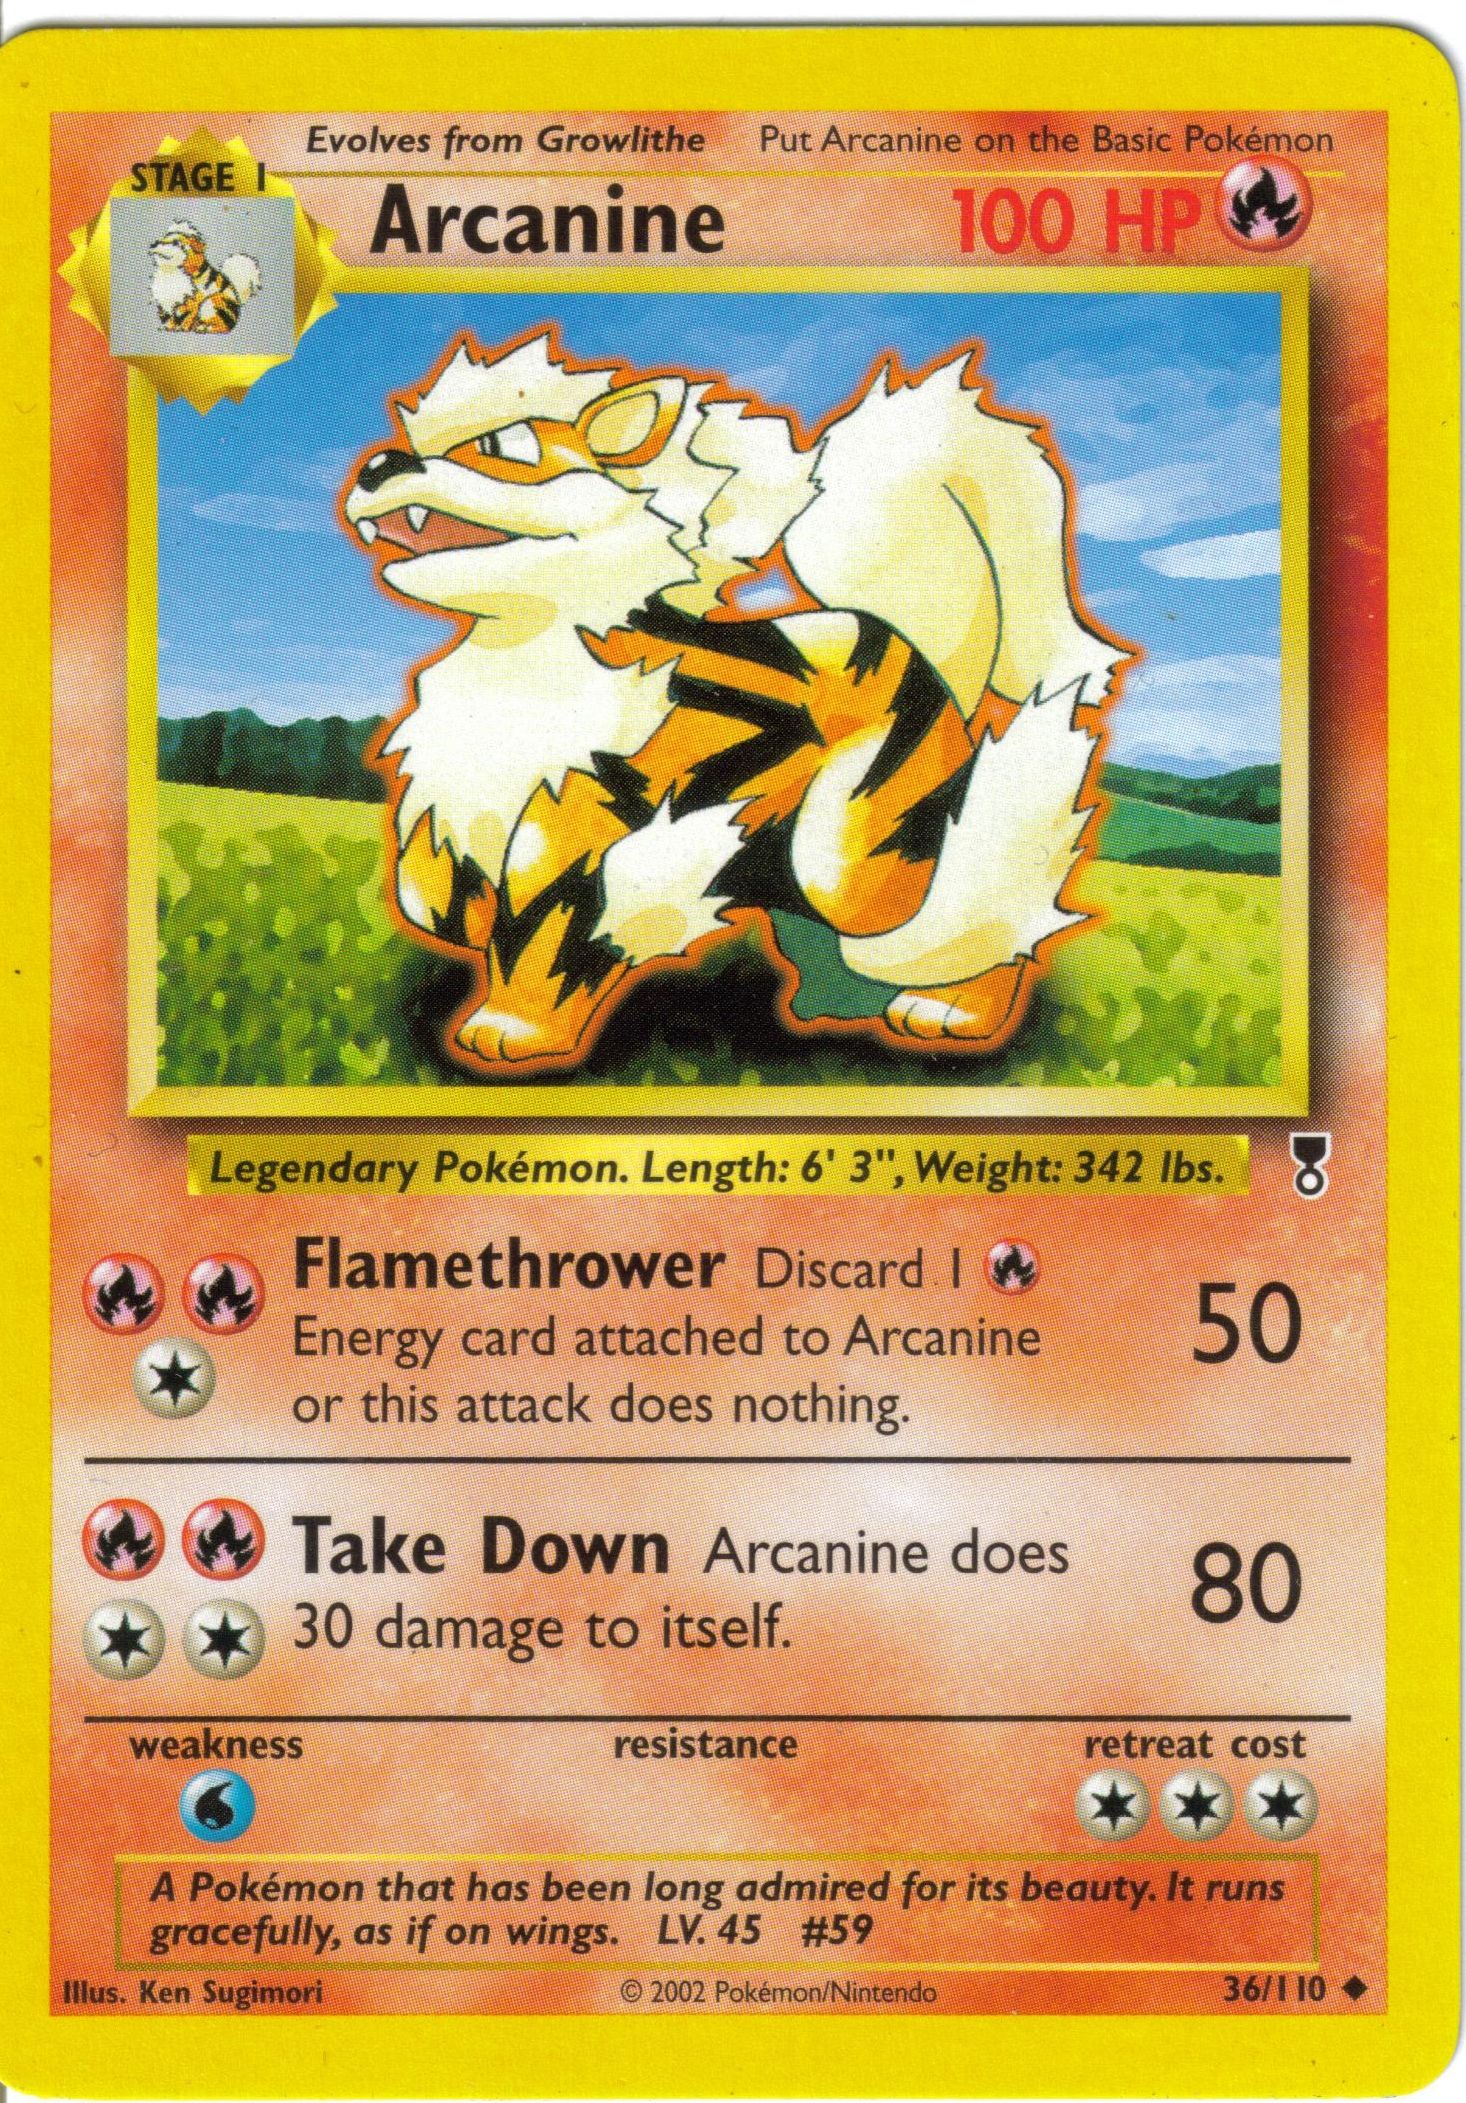 Evolves from Growlithe Put Arcanine on the Basic Pokémon
STAGE 1
Arcanine 100 HP
Legendary Pokémon. Length: 6' 3", Weight: 342 lbs.
Flamethrower Discard 1
Energy card attached to Arcanine
or this attack does nothing.
50
Take Down Arcanine does
30 damage to itself.
80
weakness resistance retreat cost
A Pokémon that has been long admired for its beauty. It runs
gracefully, as if on wings. LV. 45 #59
Illus. Ken Sugimori © 2002 Pokémon/Nintendo 36/110